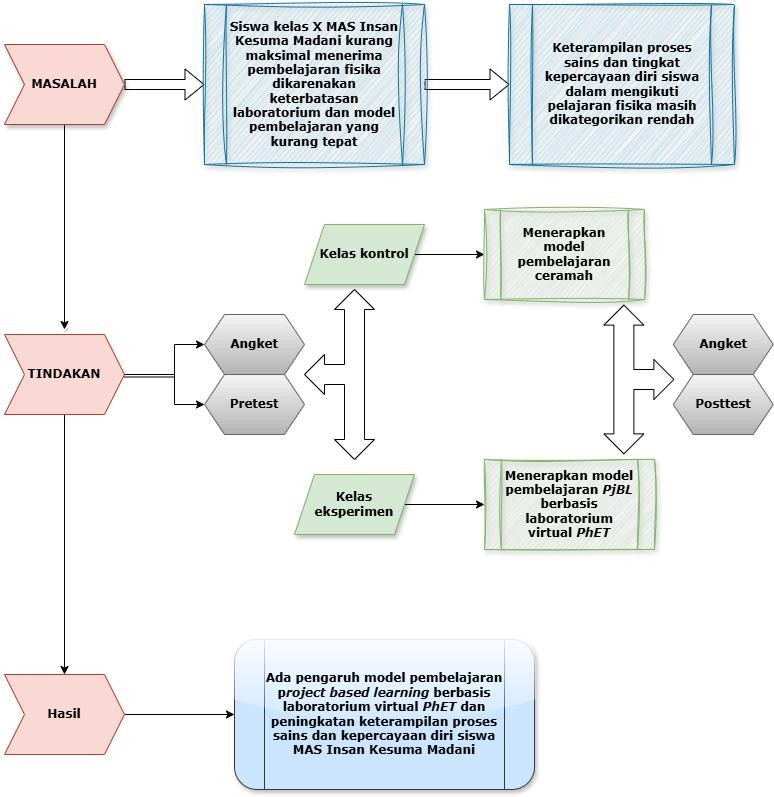 MASALAH
Siswa kelas X MAS Insan
Kesuma Madani kurang
maksimal menerima
pembelajaran fisika
dikarenakan
keterbatasan
laboratorium dan model
pembelajaran yang
kurang tepat
Keterampilan proses
sains dan tingkat
kepercayaan diri siswa
dalam mengikuti
pelajaran fisika masih
dikategorikan rendah
TINDAKAN
Angket
Pretest
Kelas kontrol
Menerapkan
model
pembelajaran
ceramah
Kelas
eksperimen
Menerapkan model
pembelajaran PjBL
berbasis
laboratorium
virtual PhET
Angket
Posttest
Hasil
Ada pengaruh model pembelajaran
project based learning berbasis
laboratorium virtual PhET dan
peningkatan keterampilan proses
sains dan kepercayaan diri siswa
MAS Insan Kesuma Madani